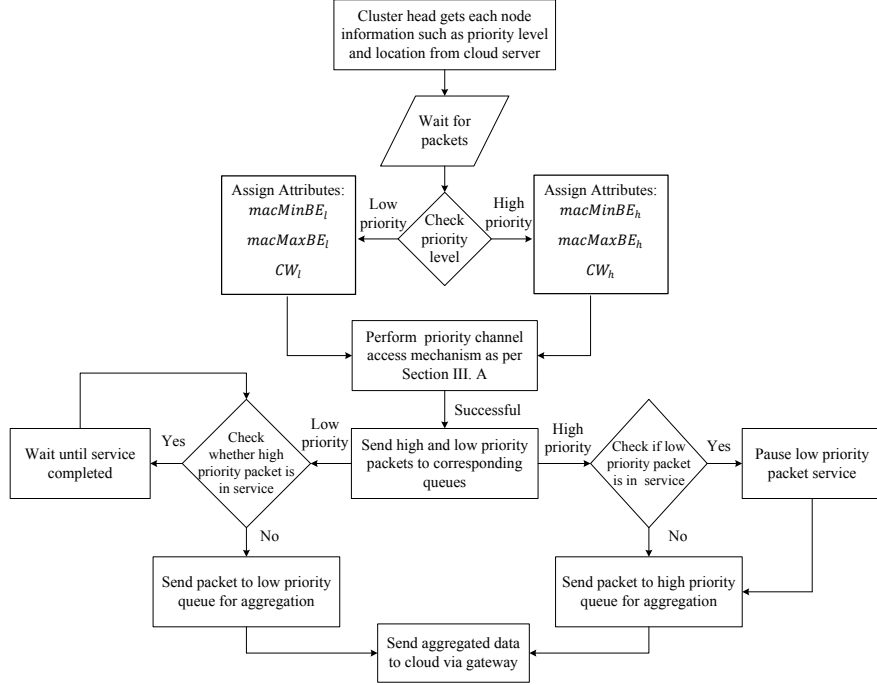 Cluster head gets each node
information such as priority level
and location from cloud server
Wait for
packets
Assign Attributes:
macMinBE_l
macMaxBE_l
CW_l
Low
priority
Check
priority
level
High
priority
Assign Attributes:
macMinBE_h
macMaxBE_h
CW_h
Perform priority channel
access mechanism as per
Section III. A
Successful
Wait until service
completed
Yes
Check
whether high
priority packet is
in service
Low
priority
Send high and low priority
packets to corresponding
queues
High
priority
Check if low
priority packet
is in service
Yes
Pause low priority
packet service
No
No
Send packet to low priority
queue for aggregation
Send packet to high priority
queue for aggregation
Send aggregated data
to cloud via gateway